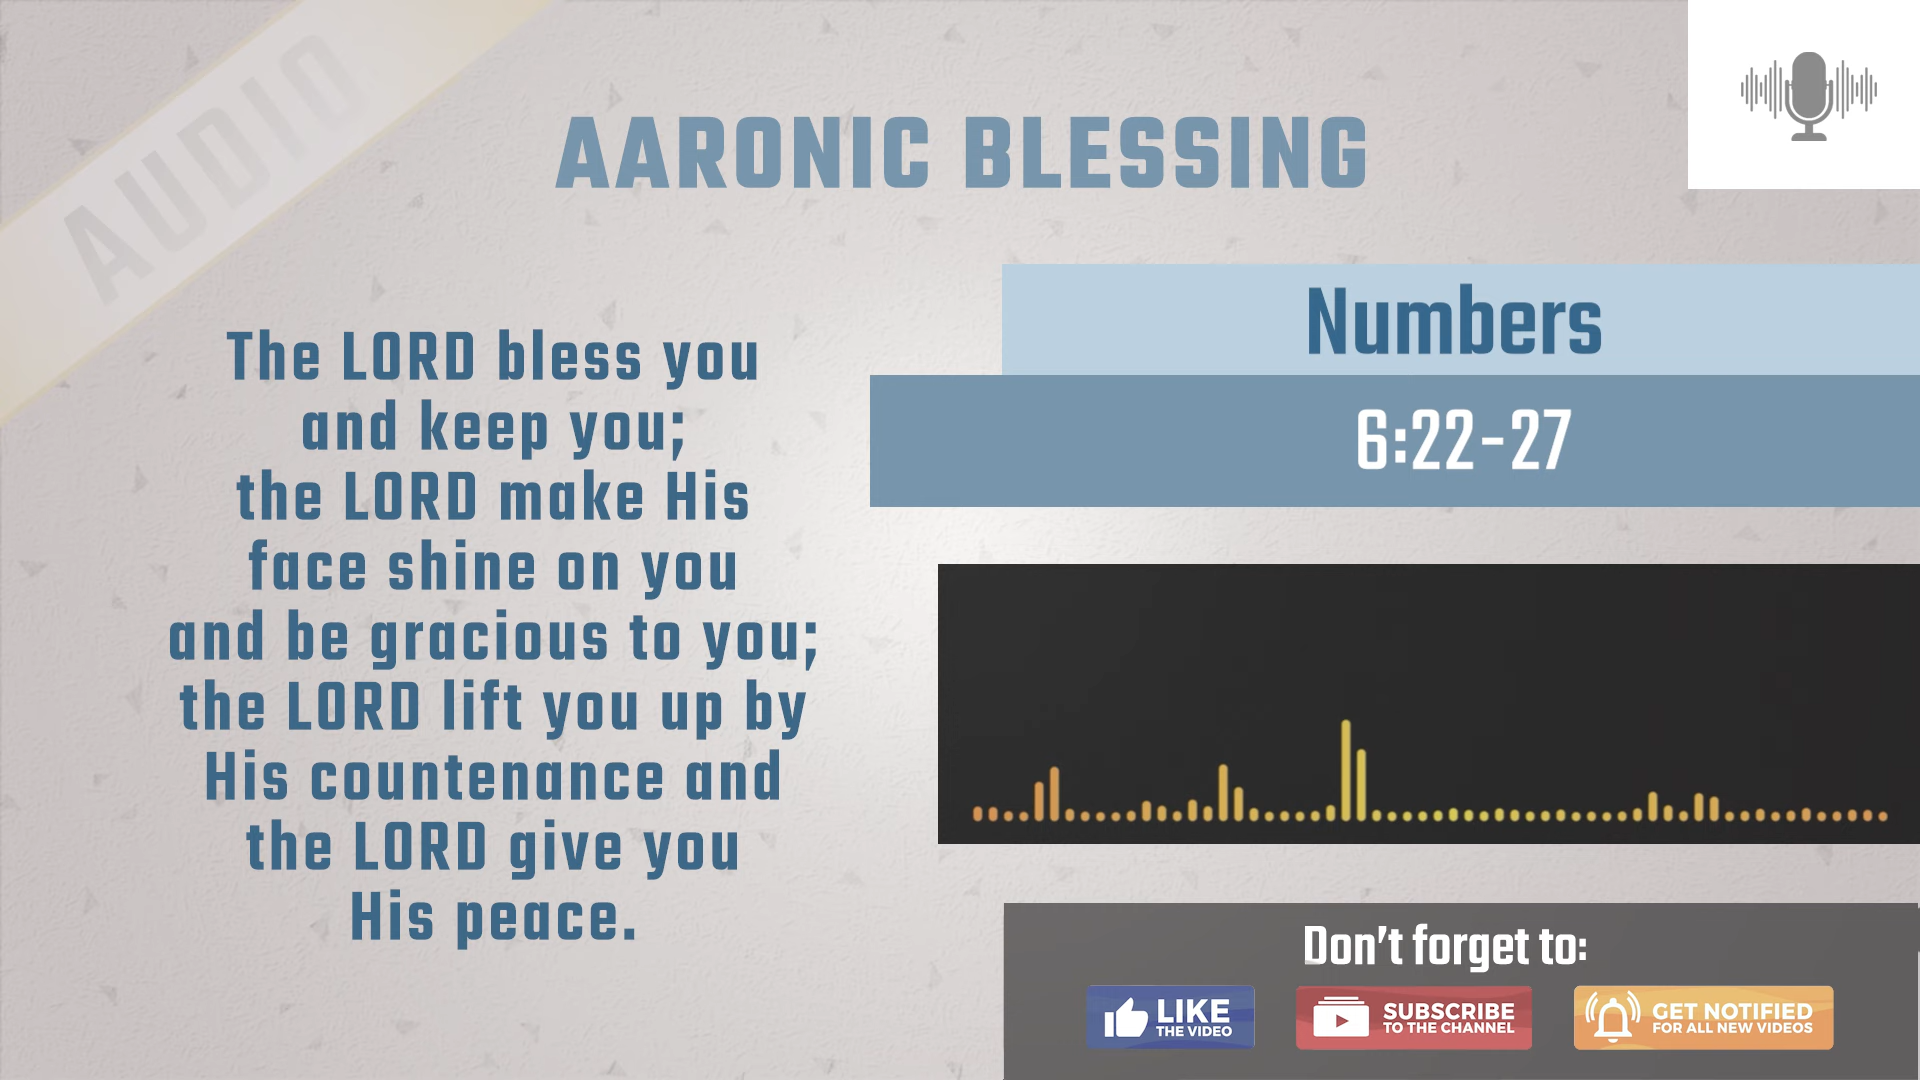 AUDIO
AARONIC BLESSING
The LORD bless you
and keep you;
the LORD make His
face shine on you
and be gracious to you;
the LORD lift you up by
His countenance and
the LORD give you
His peace.
Numbers
6:22-27
Don't forget to:
LIKE
THE VIDEO
SUBSCRIBE
TO THE CHANNEL
GET NOTIFIED
FOR ALL NEW VIDEOS